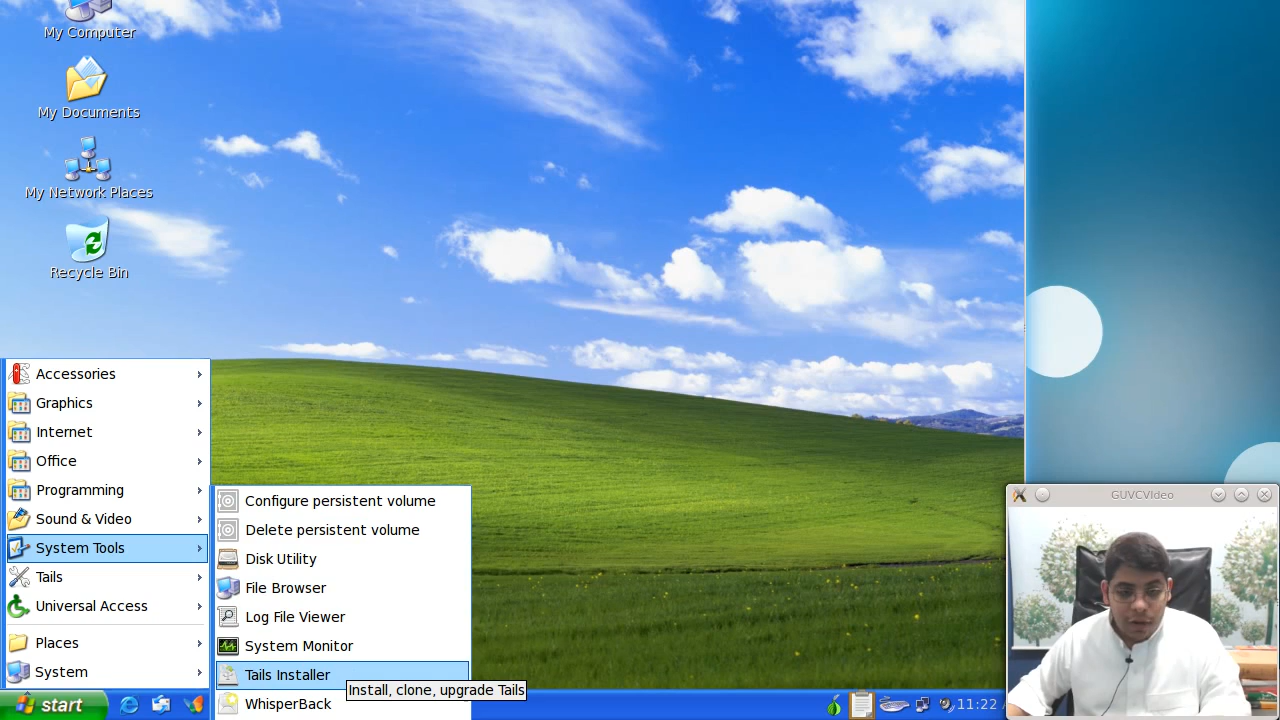 My Computer
My Documents
My Network Places
Recycle Bin
Accessories
Graphics
Internet
Office
Programming
Sound & Video
System Tools
Tails
Universal Access
Places
System
Configure persistent volume
Delete persistent volume
Disk Utility
File Browser
Log File Viewer
System Monitor
Tails Installer
Install, clone, upgrade Tails
WhisperBack
start
11:22
GUVCVIdeo